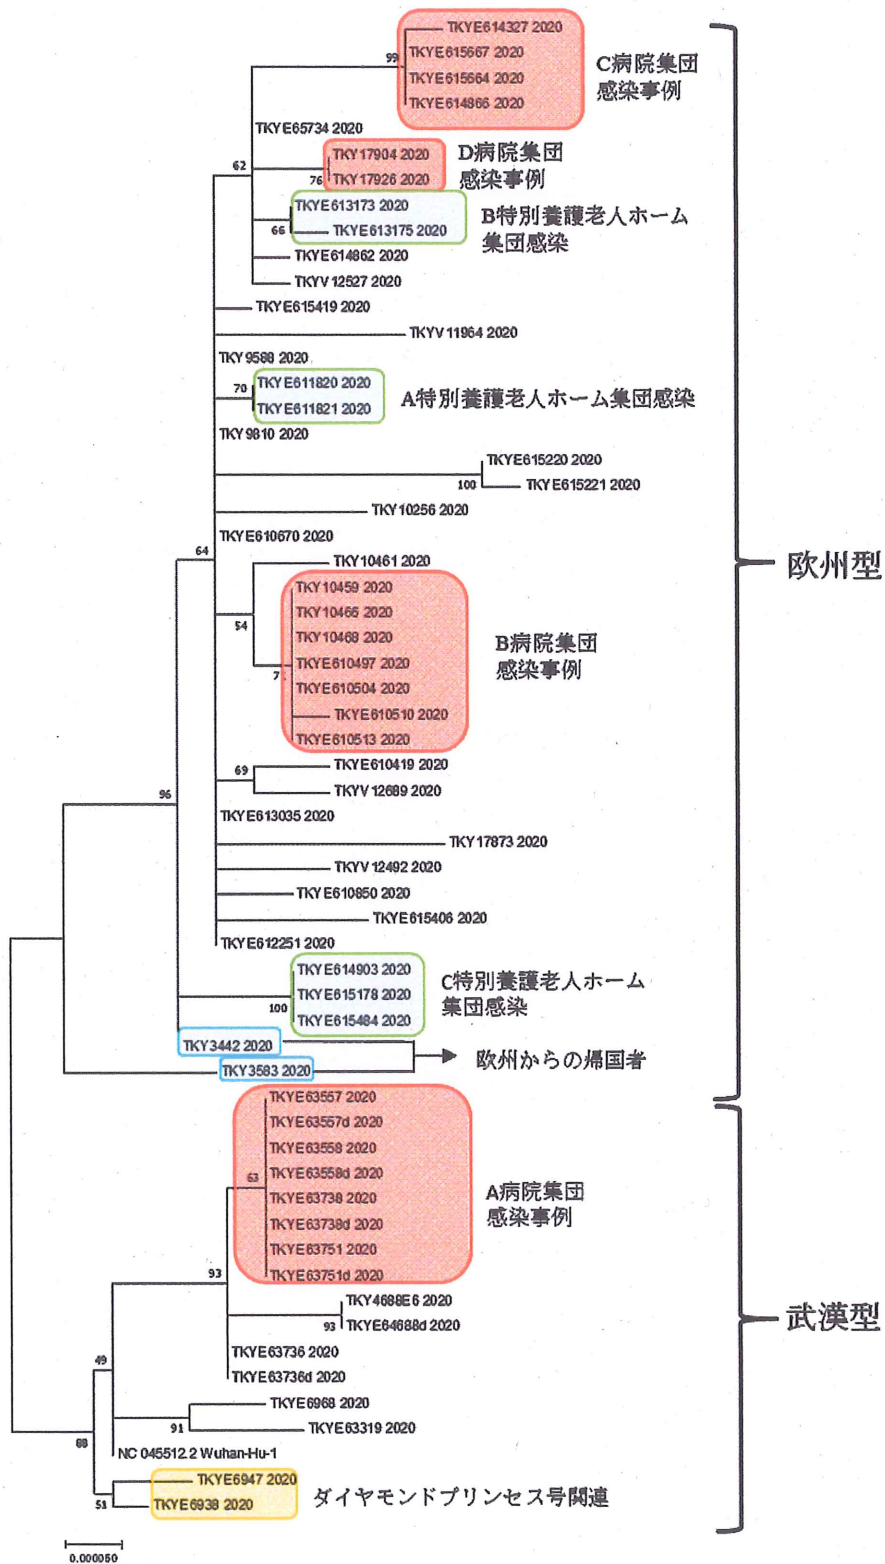 TKYE614327 2020
99
TKYE615667 2020
TKYE615664 2020
TKYE614866 2020
C病院集団
感染事例
TKYE65734 2020
62
TKY17904 2020
76
TKY17926 2020
D病院集団
感染事例
TKYE613173 2020
66
TKYE613175 2020
B特別養護老人ホーム
集団感染
TKYE614862 2020
TKYV12527 2020
TKYE615419 2020
TKYV11964 2020
TKY9588 2020
70
TKYE611820 2020
TKYE611821 2020
A特別養護老人ホーム集団感染
TKY9810 2020
TKYE615220 2020
100
TKYE615221 2020
TKY10256 2020
TKYE610670 2020
64
欧州型
TKY10461 2020
54
TKY10459 2020
TKY10466 2020
TKY10468 2020
TKYE610497 2020
TKYE610504 2020
TKYE610510 2020
TKYE610513 2020
B病院集団
感染事例
69
TKYE610419 2020
TKYV12689 2020
96
TKYE613035 2020
TKY17873 2020
TKYV12492 2020
TKYE610850 2020
TKYE615406 2020
TKYE612251 2020
TKYE614903 2020
TKYE615178 2020
100
TKYE615484 2020
C特別養護老人ホーム
集団感染
TKY3442 2020
TKY3583 2020
欧州からの帰国者
TKYE63557 2020
TKYE63557d 2020
TKYE63558 2020
63
TKYE63558d 2020
TKYE63738 2020
TKYE63738d 2020
TKYE63751 2020
TKYE63751d 2020
A病院集団
感染事例
93
TKY4688E6 2020
93
TKYE64688d 2020
武漢型
TKYE63736 2020
49
TKYE63736d 2020
TKYE6968 2020
91
TKYE63319 2020
88
NC 045512.2 Wuhan-Hu-1
TKYE6947 2020
51
TKYE6938 2020
ダイヤモンドプリンセス号関連
0.000050